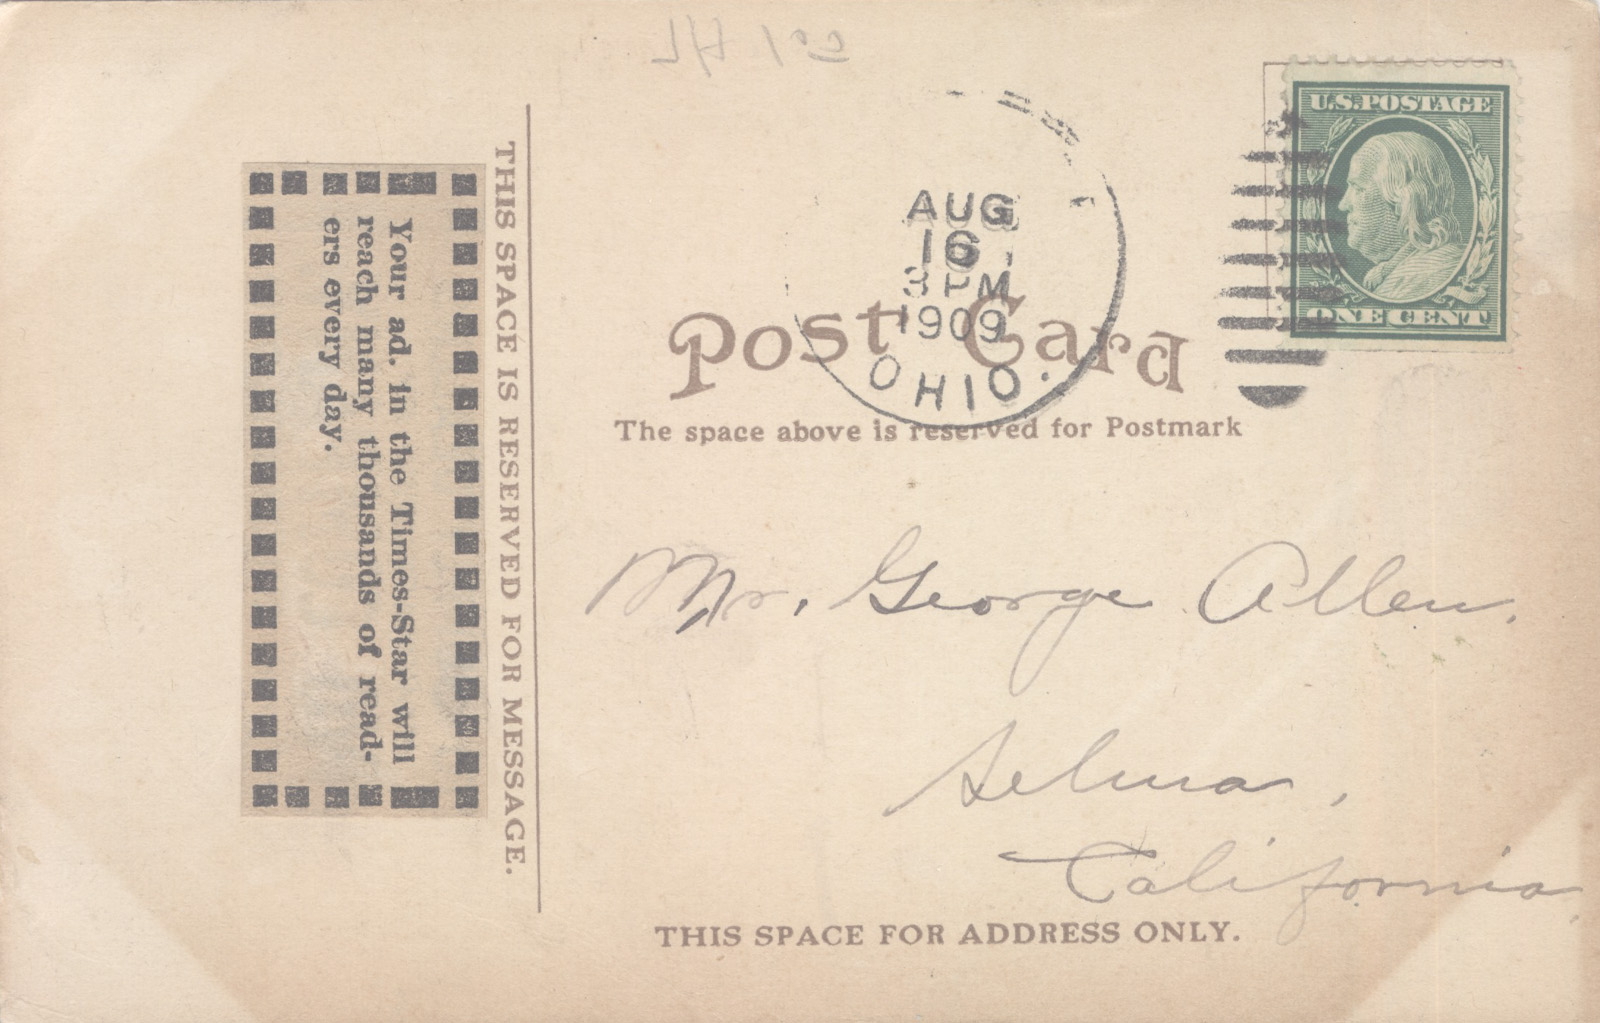 U.S. POSTAGE
ONE CENT
AUG
16
3 PM
1909
OHIO.
Post Card
The space above is reserved for Postmark
THIS SPACE IS RESERVED FOR MESSAGE.
Your ad. in the Times-Star will
reach many thousands of read-
ers every day.
Mr. George Allen,
Selma,
California.
THIS SPACE FOR ADDRESS ONLY.